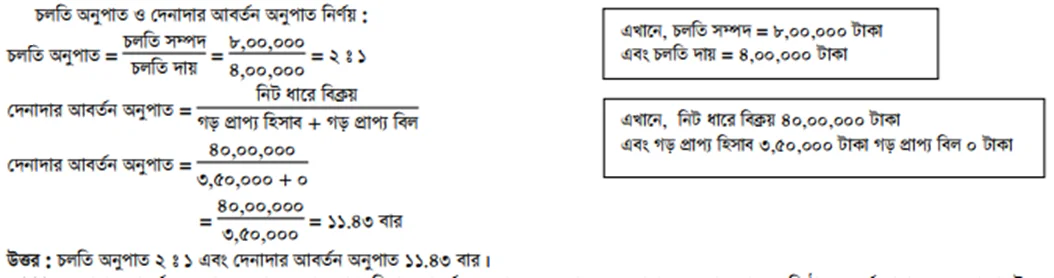 চলতি অনুপাত ও দেনাদার আবর্তন অনুপাত নির্ণয় :
চলতি অনুপাত = চলতি সম্পদ / চলতি দায় = ৮,০০,০০০ / ৪,০০,০০০ = ২ ঃ ১
এখানে, চলতি সম্পদ = ৮,০০,০০০ টাকা
এবং চলতি দায় = ৪,০০,০০০ টাকা
দেনাদার আবর্তন অনুপাত = নিট ধারে বিক্রয় / গড় প্রাপ্য হিসাব + গড় প্রাপ্য বিল
এখানে, নিট ধারে বিক্রয় ৪০,০০,০০০ টাকা
এবং গড় প্রাপ্য হিসাব ৩,৫০,০০০ টাকা গড় প্রাপ্য বিল ০ টাকা
দেনাদার আবর্তন অনুপাত = ৪০,০০,০০০ / ৩,৫০,০০০ + ০
= ৪০,০০,০০০ / ৩,৫০,০০০ = ১১.৪৩ বার
উত্তর : চলতি অনুপাত ২ ঃ ১ এবং দেনাদার আবর্তন অনুপাত ১১.৪৩ বার।